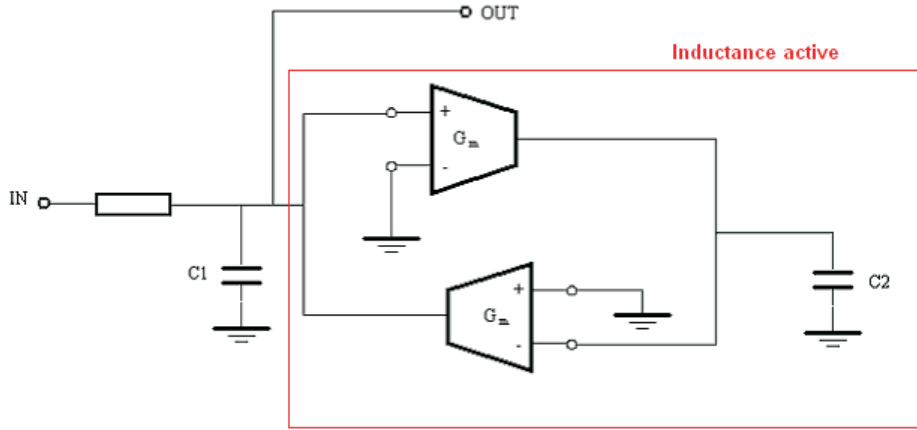 OUT
Inductance active
+
Gm
-
IN
C1
+
Gm
-
C2